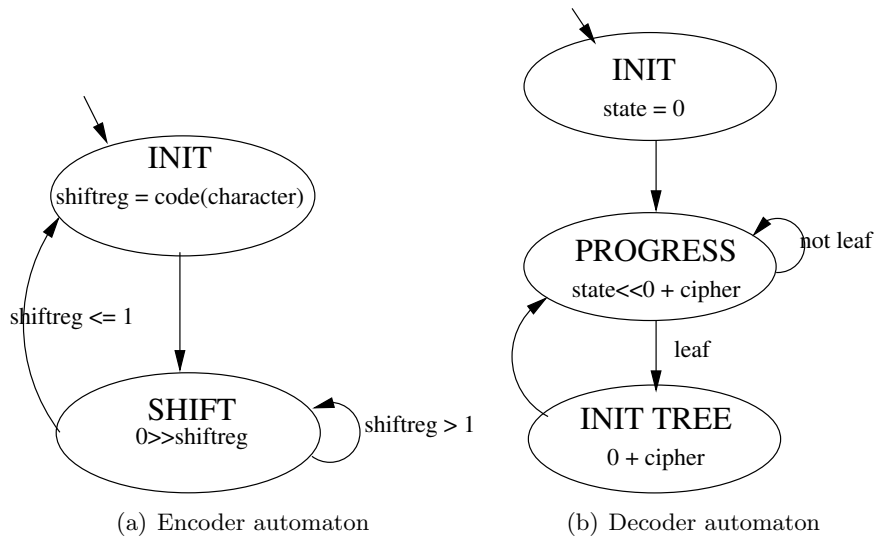 INIT
shiftreg = code(character)
shiftreg <= 1
SHIFT
0>>shiftreg
shiftreg > 1
(a) Encoder automaton
INIT
state = 0
PROGRESS
state<<0 + cipher
not leaf
leaf
INIT TREE
0 + cipher
(b) Decoder automaton